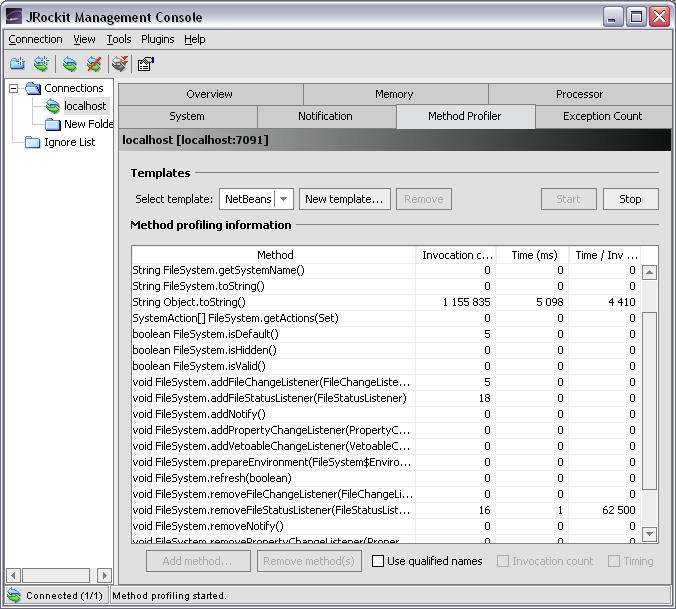 JRockit Management Console
Connection View Tools Plugins Help
Connections
localhost
New Folde
Ignore List
Overview Memory Processor
System Notification Method Profiler Exception Count
localhost [localhost:7091]
Templates
Select template: NetBeans New template... Remove Start Stop
Method profiling information
Method Invocation c... Time (ms) Time / Inv ...
String FileSystem.getSystemName() 0 0 0
String FileSystem.toString() 0 0 0
String Object.toString() 1 155 835 5 098 4 410
SystemAction[] FileSystem.getActions(Set) 0 0 0
boolean FileSystem.isDefault() 5 0 0
boolean FileSystem.isHidden() 0 0 0
boolean FileSystem.isValid() 0 0 0
void FileSystem.addFileChangeListener(FileChangeListe... 5 0 0
void FileSystem.addFileStatusListener(FileStatusListener) 18 0 0
void FileSystem.addNotify() 0 0 0
void FileSystem.addPropertyChangeListener(PropertyC... 0 0 0
void FileSystem.addVetoableChangeListener(VetoableC... 0 0 0
void FileSystem.prepareEnvironment(FileSystem$Enviro... 0 0 0
void FileSystem.refresh(boolean) 0 0 0
void FileSystem.removeFileChangeListener(FileChangeLi... 0 0 0
void FileSystem.removeFileStatusListener(FileStatusList... 16 1 62 500
void FileSystem.removeNotify() 0 0 0
void FileSystem.removePropertyChangeListener(Proper... 0 0 0
Add method... Remove method(s) Use qualified names Invocation count Timing
Connected (1/1) Method profiling started.